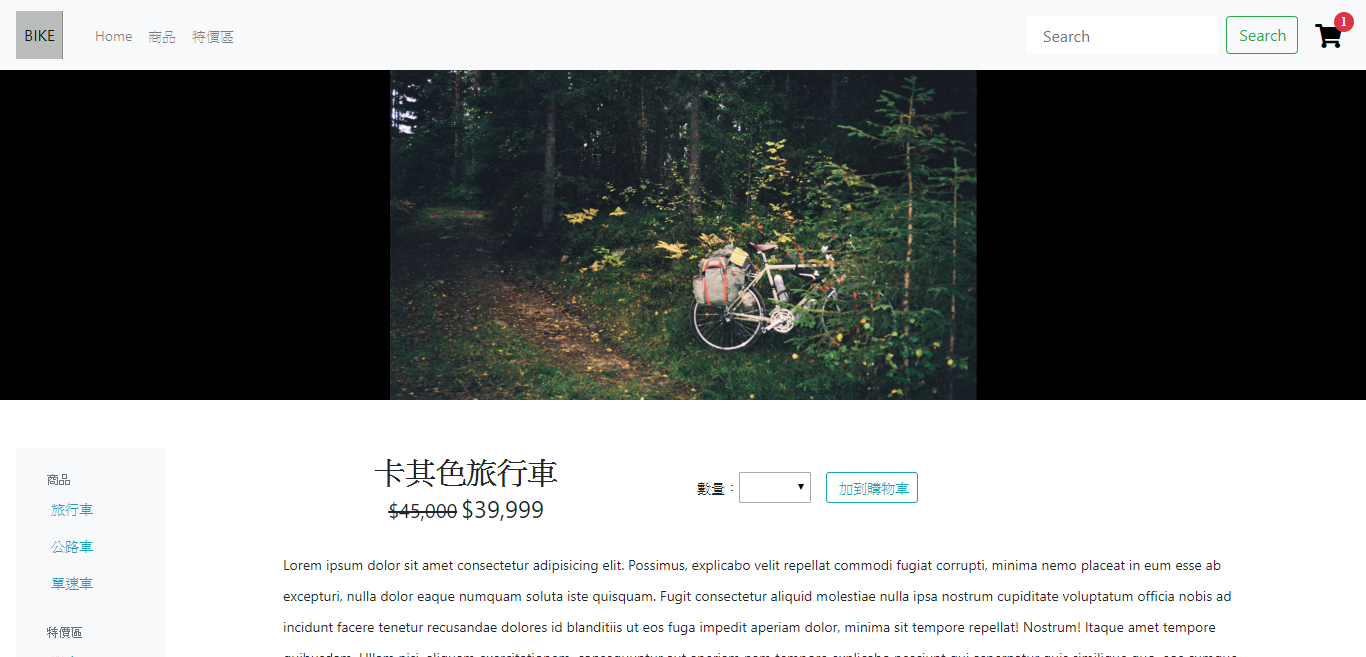 BIKE Home 商品 特價區 Search Search 1
商品
旅行車
公路車
單速車
特價區
卡其色旅行車
$45,000 $39,999
數量： 加到購物車
Lorem ipsum dolor sit amet consectetur adipisicing elit. Possimus, explicabo velit repellat commodi fugiat corrupti, minima nemo placeat in eum esse ab
excepturi, nulla dolor eaque numquam soluta iste quisquam. Fugit consectetur aliquid molestiae nulla ipsa nostrum cupiditate voluptatum officia nobis ad
incidunt facere tenetur recusandae dolores id blanditiis ut eos fuga impedit aperiam dolor, minima sit tempore repellat! Nostrum! Itaque amet tempore